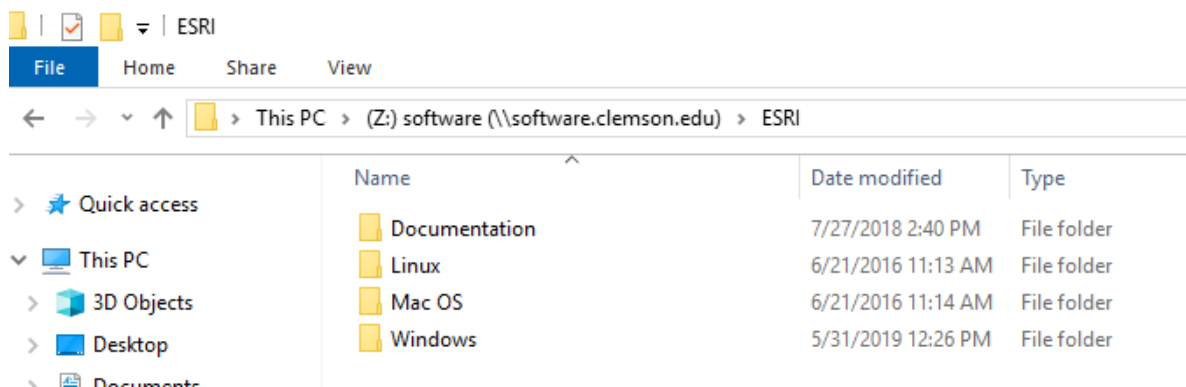 ESRI
File Home Share View
This PC > (Z:) software (\\software.clemson.edu) > ESRI
Name Date modified Type
Quick access
Documentation 7/27/2018 2:40 PM File folder
This PC
Linux 6/21/2016 11:13 AM File folder
3D Objects
Mac OS 6/21/2016 11:14 AM File folder
Desktop
Windows 5/31/2019 12:26 PM File folder
Documents